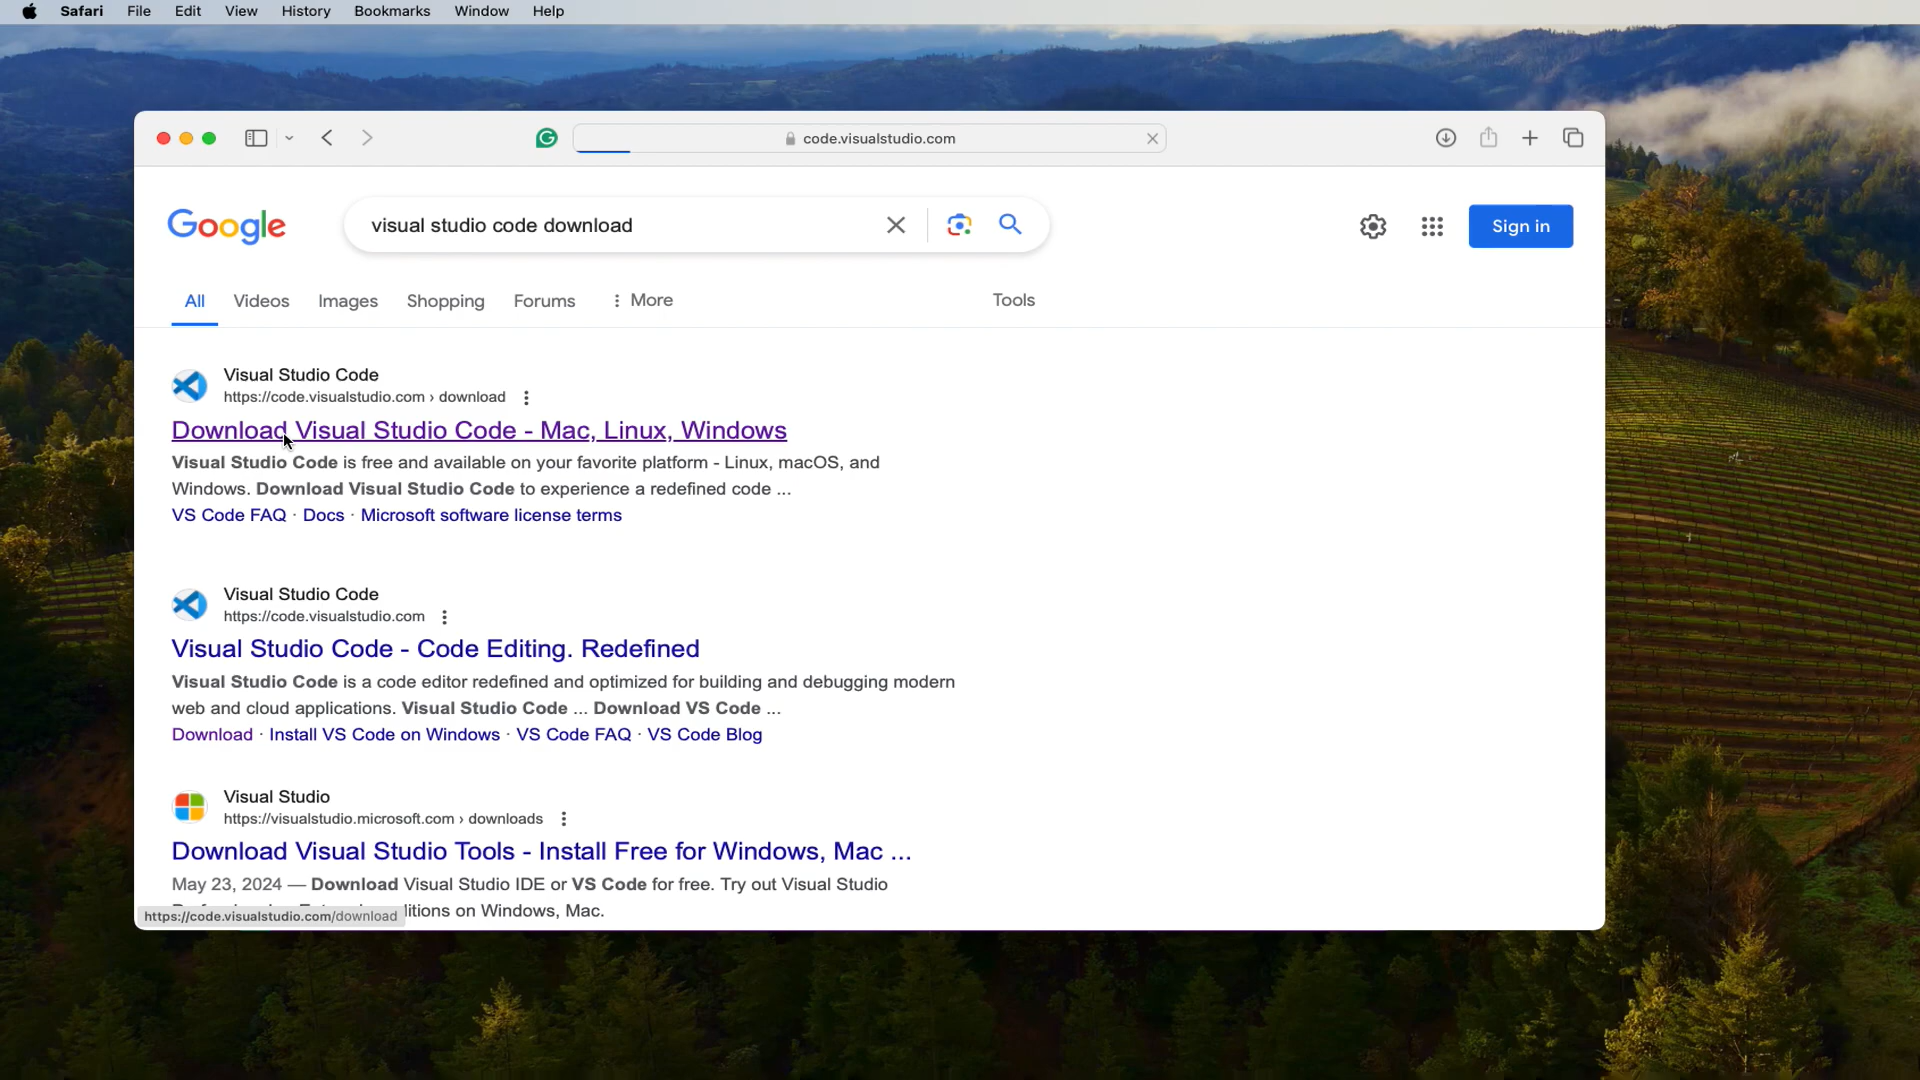 Safari File Edit View History Bookmarks Window Help
code.visualstudio.com
Google visual studio code download Sign in
All Videos Images Shopping Forums More Tools
Visual Studio Code
https://code.visualstudio.com › download
Download Visual Studio Code - Mac, Linux, Windows
Visual Studio Code is free and available on your favorite platform - Linux, macOS, and
Windows. Download Visual Studio Code to experience a redefined code ...
VS Code FAQ · Docs · Microsoft software license terms
Visual Studio Code
https://code.visualstudio.com
Visual Studio Code - Code Editing. Redefined
Visual Studio Code is a code editor redefined and optimized for building and debugging modern
web and cloud applications. Visual Studio Code ... Download VS Code ...
Download · Install VS Code on Windows · VS Code FAQ · VS Code Blog
Visual Studio
https://visualstudio.microsoft.com › downloads
Download Visual Studio Tools - Install Free for Windows, Mac ...
May 23, 2024 — Download Visual Studio IDE or VS Code for free. Try out Visual Studio
itions on Windows, Mac.
https://code.visualstudio.com/download